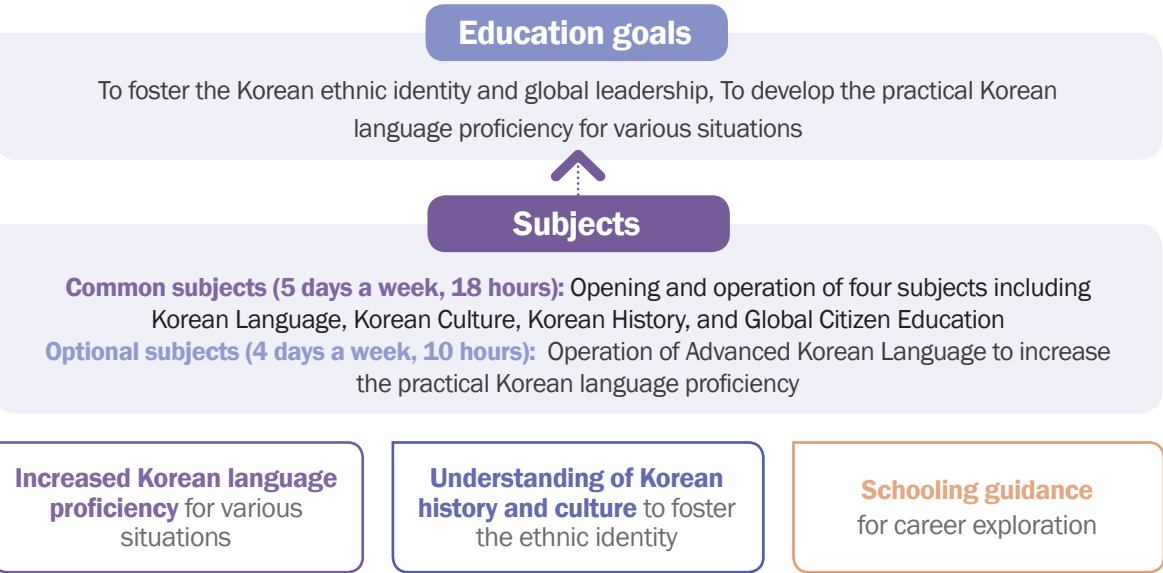 Education goals
To foster the Korean ethnic identity and global leadership, To develop the practical Korean
language proficiency for various situations
Subjects
Common subjects (5 days a week, 18 hours): Opening and operation of four subjects including
Korean Language, Korean Culture, Korean History, and Global Citizen Education
Optional subjects (4 days a week, 10 hours): Operation of Advanced Korean Language to increase
the practical Korean language proficiency
Increased Korean language
proficiency for various
situations
Understanding of Korean
history and culture to foster
the ethnic identity
Schooling guidance
for career exploration